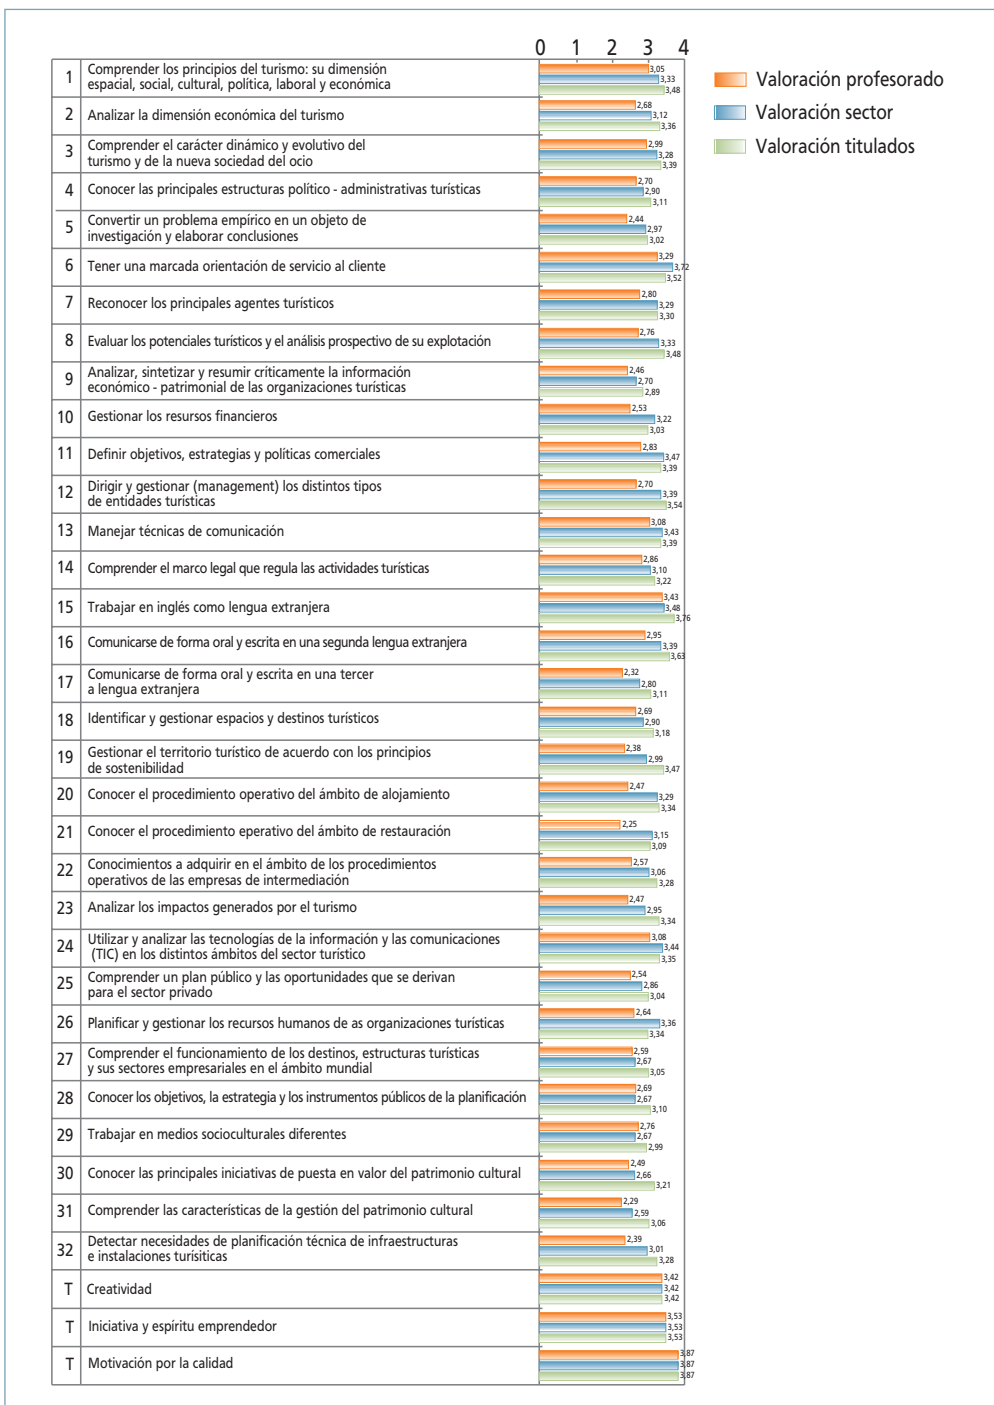 0 1 2 3 4
Valoración profesorado
Valoración sector
Valoración titulados
1 Comprender los principios del turismo: su dimensión
espacial, social, cultural, política, laboral y económica
3,05
3,33
3,48
2 Analizar la dimensión económica del turismo
2,68
3,12
3,36
3 Comprender el carácter dinámico y evolutivo del
turismo y de la nueva sociedad del ocio
2,99
3,28
3,39
4 Conocer las principales estructuras político - administrativas turísticas
2,70
2,90
3,11
5 Convertir un problema empírico en un objeto de
investigación y elaborar conclusiones
2,44
2,97
3,02
6 Tener una marcada orientación de servicio al cliente
3,29
3,72
3,52
7 Reconocer los principales agentes turísticos
2,80
3,29
3,30
8 Evaluar los potenciales turísticos y el análisis prospectivo de su explotación
2,76
3,33
3,48
9 Analizar, sintetizar y resumir críticamente la información
económico - patrimonial de las organizaciones turísticas
2,46
2,70
2,89
10 Gestionar los resursos financieros
2,53
3,22
3,03
11 Definir objetivos, estrategias y políticas comerciales
2,83
3,47
3,39
12 Dirigir y gestionar (management) los distintos tipos
de entidades turísticas
2,70
3,39
3,54
13 Manejar técnicas de comunicación
3,08
3,43
3,39
14 Comprender el marco legal que regula las actividades turísticas
2,86
3,10
3,22
15 Trabajar en inglés como lengua extranjera
3,43
3,48
3,76
16 Comunicarse de forma oral y escrita en una segunda lengua extranjera
2,95
3,39
3,63
17 Comunicarse de forma oral y escrita en una tercer
a lengua extranjera
2,32
2,80
3,11
18 Identificar y gestionar espacios y destinos turísticos
2,69
2,90
3,18
19 Gestionar el territorio turístico de acuerdo con los principios
de sostenibilidad
2,38
2,99
3,47
20 Conocer el procedimiento operativo del ámbito de alojamiento
2,47
3,29
3,34
21 Conocer el procedimiento eperativo del ámbito de restauración
2,25
3,15
3,09
22 Conocimientos a adquirir en el ámbito de los procedimientos
operativos de las empresas de intermediación
2,57
3,06
3,28
23 Analizar los impactos generados por el turismo
2,47
2,95
3,34
24 Utilizar y analizar las tecnologías de la información y las comunicaciones
(TIC) en los distintos ámbitos del sector turístico
3,08
3,44
3,35
25 Comprender un plan público y las oportunidades que se derivan
para el sector privado
2,54
2,86
3,04
26 Planificar y gestionar los recursos humanos de as organizaciones turísticas
2,64
3,36
3,34
27 Comprender el funcionamiento de los destinos, estructuras turísticas
y sus sectores empresariales en el ámbito mundial
2,59
2,67
3,05
28 Conocer los objetivos, la estrategia y los instrumentos públicos de la planificación
2,69
2,67
3,10
29 Trabajar en medios socioculturales diferentes
2,76
2,67
2,99
30 Conocer las principales iniciativas de puesta en valor del patrimonio cultural
2,49
2,66
3,21
31 Comprender las características de la gestión del patrimonio cultural
2,29
2,59
3,06
32 Detectar necesidades de planificación técnica de infraestructuras
e instalaciones turísiticas
2,39
3,01
3,28
T Creatividad
3,42
3,42
3,42
T Iniciativa y espíritu emprendedor
3,53
3,53
3,53
T Motivación por la calidad
3,87
3,87
3,87